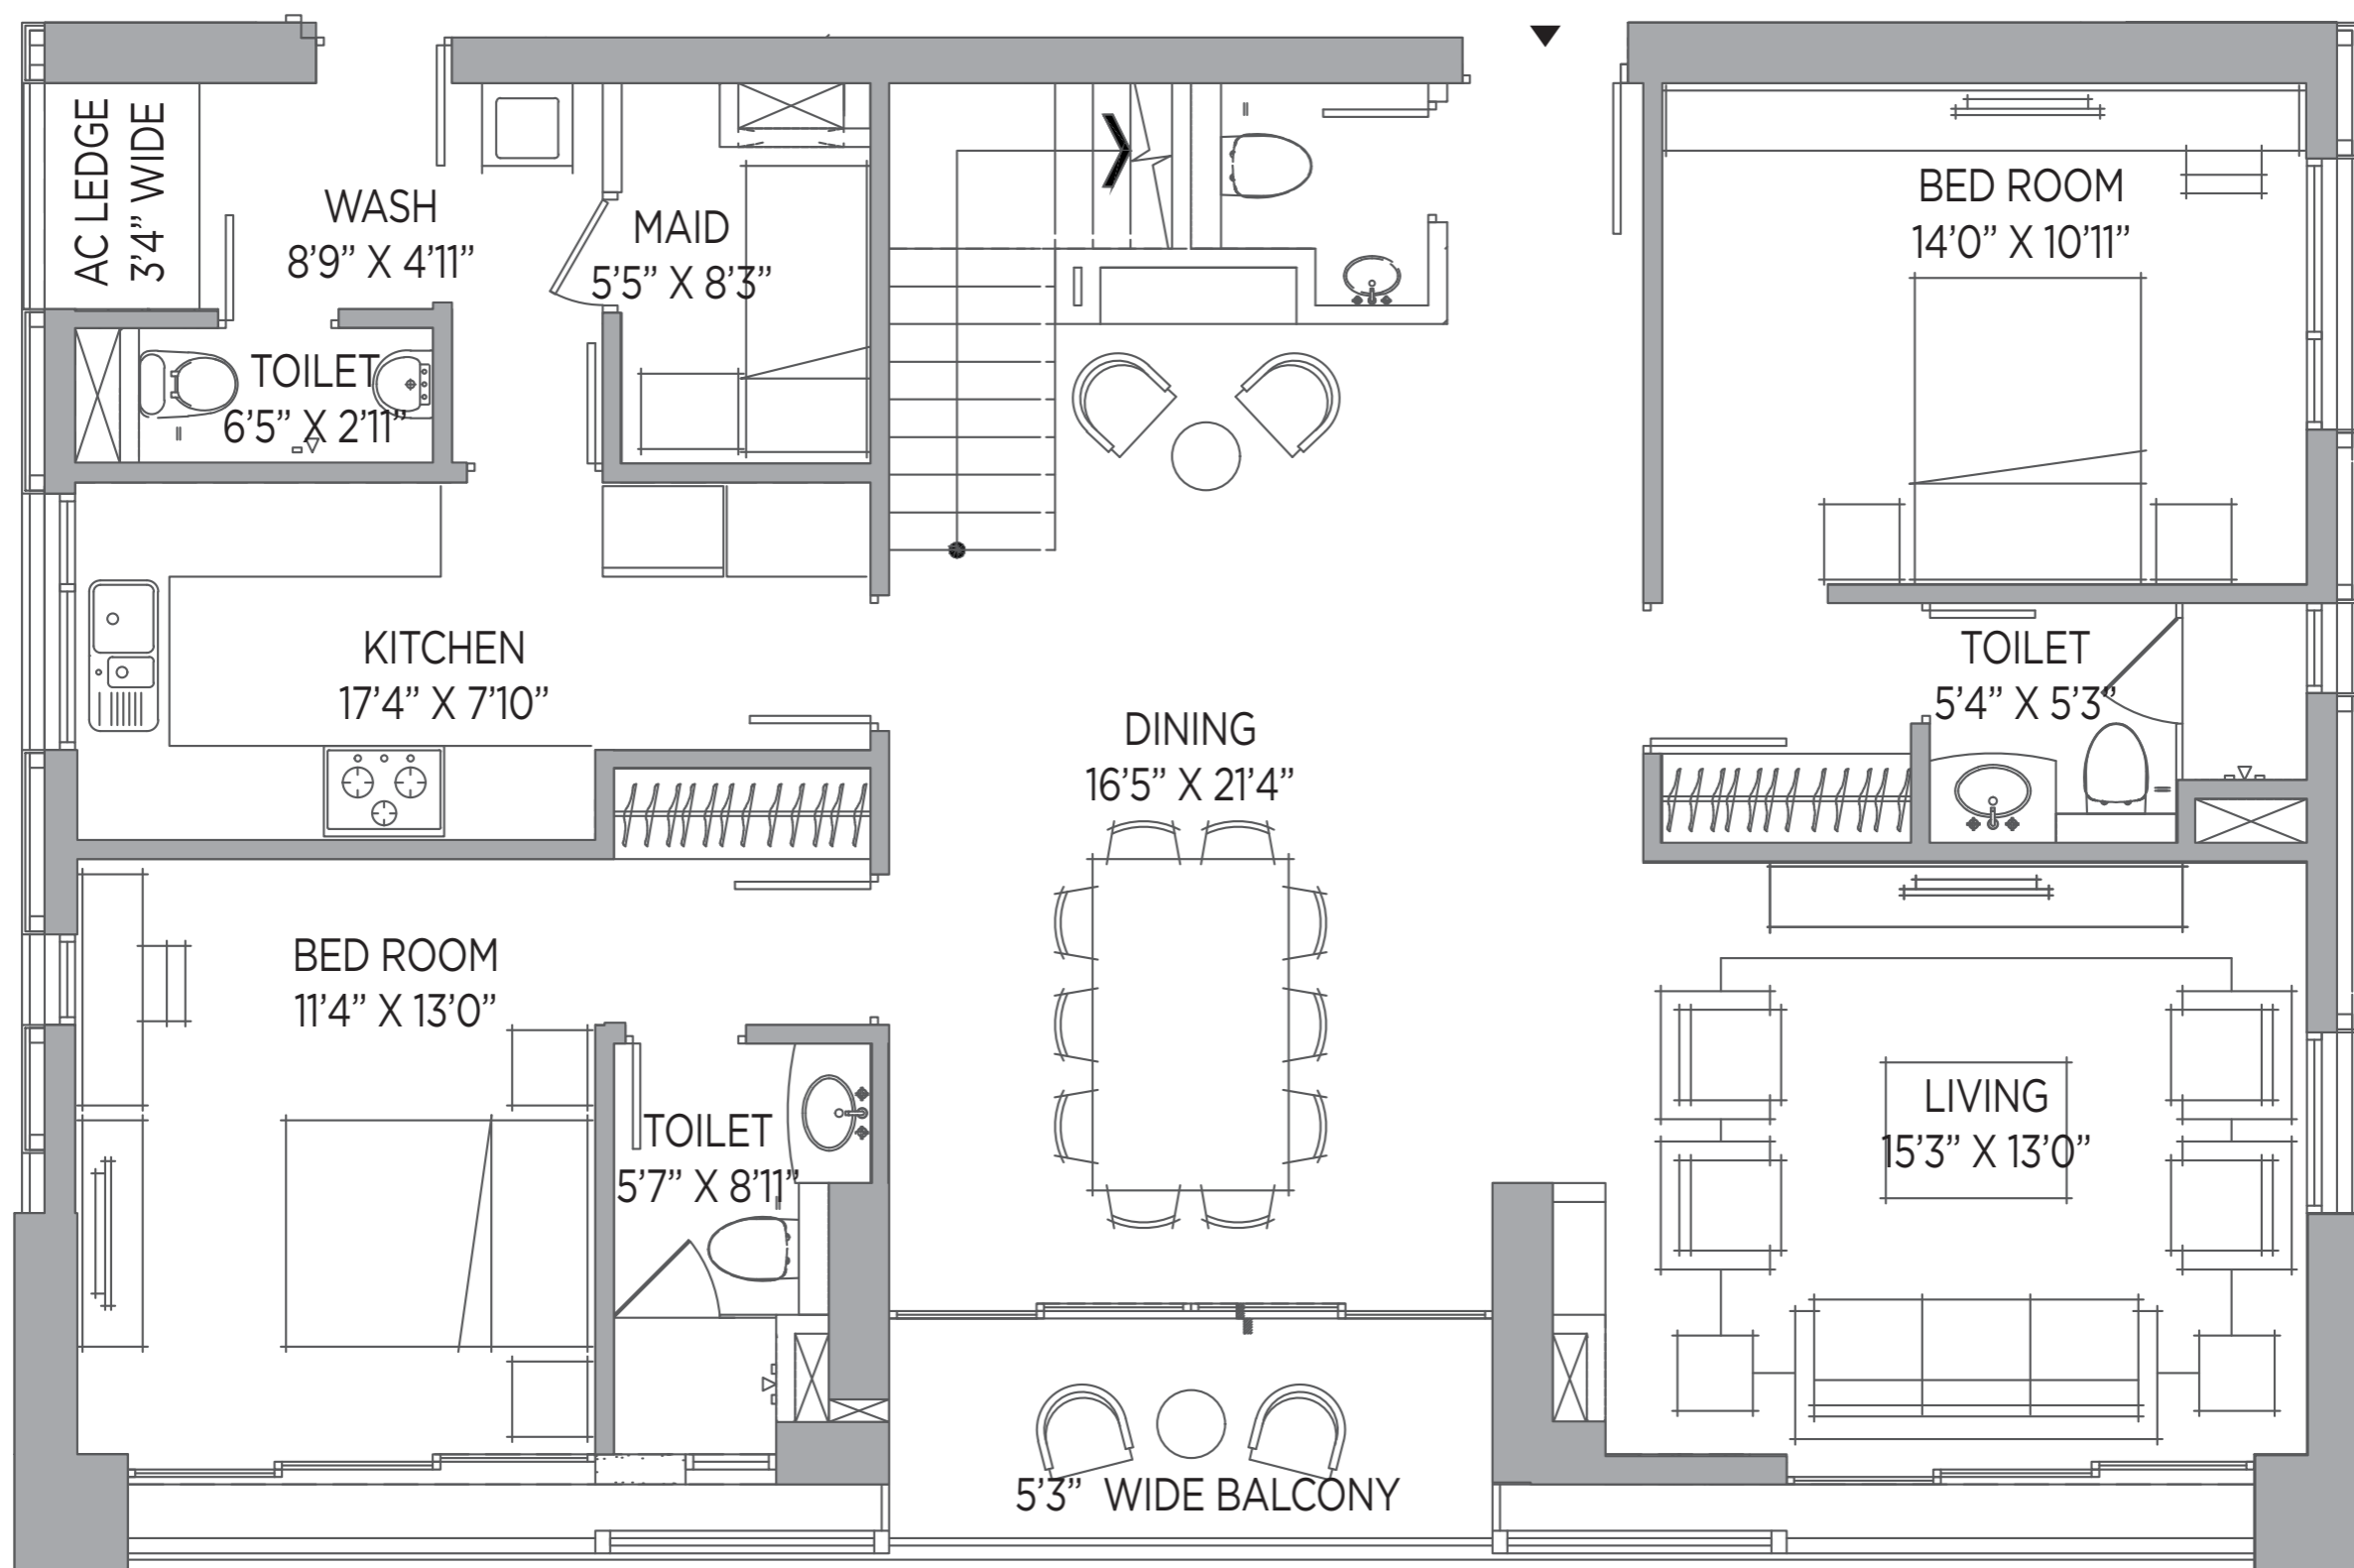 AC LEDGE
3'4” WIDE
WASH
8'9” X 4'11”
MAID
5'5” X 8'3”
BED ROOM
14'0” X 10'11”
TOILET
6'5” X 2'11”
KITCHEN
17'4” X 7'10”
TOILET
5'4” X 5'3”
DINING
16'5” X 21'4”
BED ROOM
11'4” X 13'0”
TOILET
5'7” X 8'11”
LIVING
15'3” X 13'0”
5'3” WIDE BALCONY